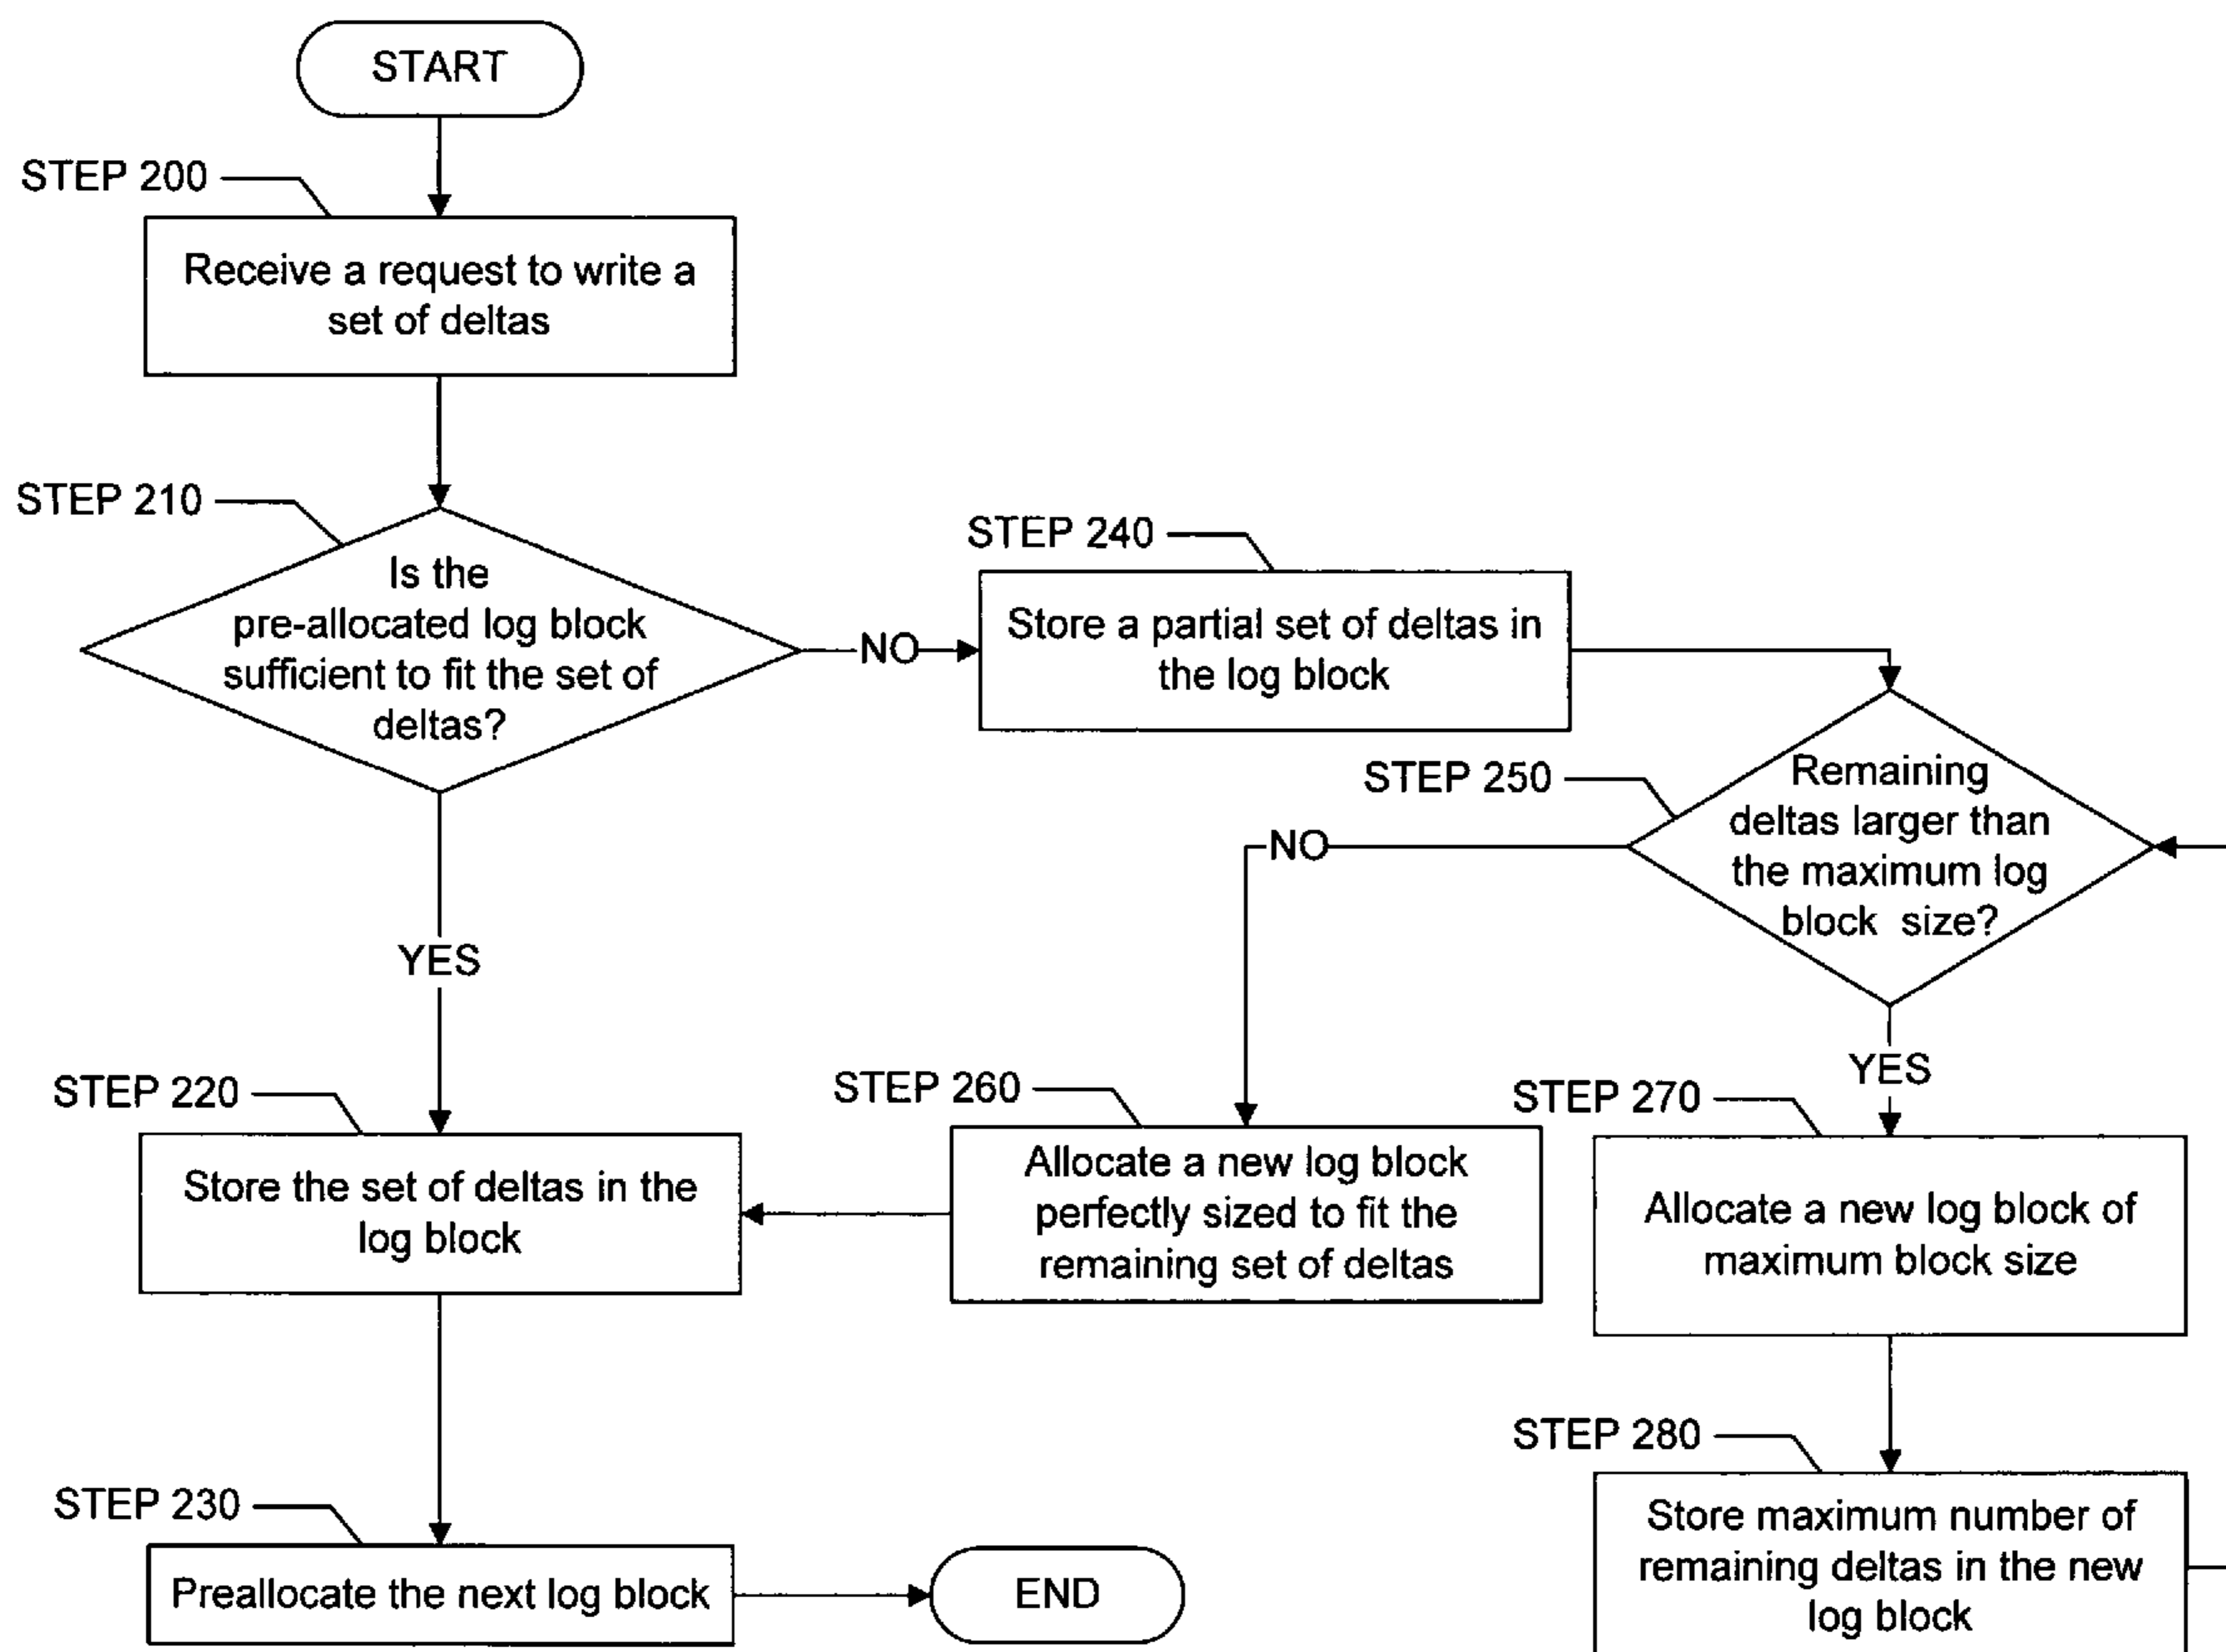 START
STEP 200
Receive a request to write a
set of deltas
STEP 210
Is the
pre-allocated log block
sufficient to fit the set of
deltas?
NO
STEP 240
Store a partial set of deltas in
the log block
STEP 250
Remaining
deltas larger than
the maximum log
block size?
NO
YES
YES
STEP 220
Store the set of deltas in the
log block
STEP 260
Allocate a new log block
perfectly sized to fit the
remaining set of deltas
STEP 270
Allocate a new log block of
maximum block size
STEP 280
Store maximum number of
remaining deltas in the new
log block
STEP 230
Preallocate the next log block
END